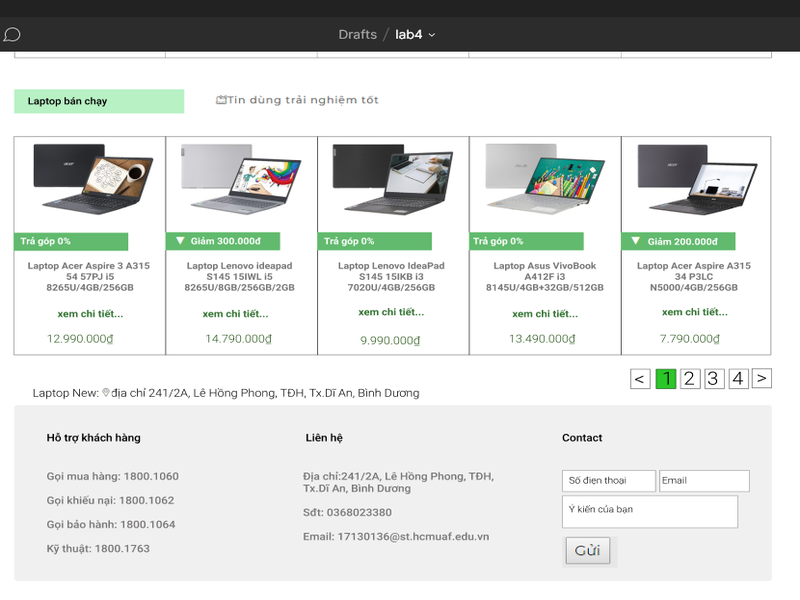 Drafts / lab4
Laptop bán chạy
Tin dùng trải nghiệm tốt
Trả góp 0%
Laptop Acer Aspire 3 A315
54 57PJ i5
8265U/4GB/256GB
xem chi tiết...
12.990.000₫
Giảm 300.000đ
Laptop Lenovo ideapad
S145 15IWL i5
8265U/8GB/256GB/2GB
xem chi tiết...
14.790.000₫
Trả góp 0%
Laptop Lenovo IdeaPad
S145 15IKB i3
7020U/4GB/256GB
xem chi tiết...
9.990.000₫
Trả góp 0%
Laptop Asus VivoBook
A412F i3
8145U/4GB+32GB/512GB
xem chi tiết...
13.490.000₫
Giảm 200.000đ
Laptop Acer Aspire A315
34 P3LC
N5000/4GB/256GB
xem chi tiết...
7.790.000₫
< 1 2 3 4 >
Laptop New: địa chỉ 241/2A, Lê Hồng Phong, TĐH, Tx.Dĩ An, Bình Dương
Hỗ trợ khách hàng
Gọi mua hàng: 1800.1060
Gọi khiếu nại: 1800.1062
Gọi bảo hành: 1800.1064
Kỹ thuật: 1800.1763
Liên hệ
Địa chỉ:241/2A, Lê Hồng Phong, TĐH,
Tx.Dĩ An, Bình Dương
Sđt: 0368023380
Email: 17130136@st.hcmuaf.edu.vn
Contact
Số điện thoại
Email
Ý kiến của bạn
Gửi